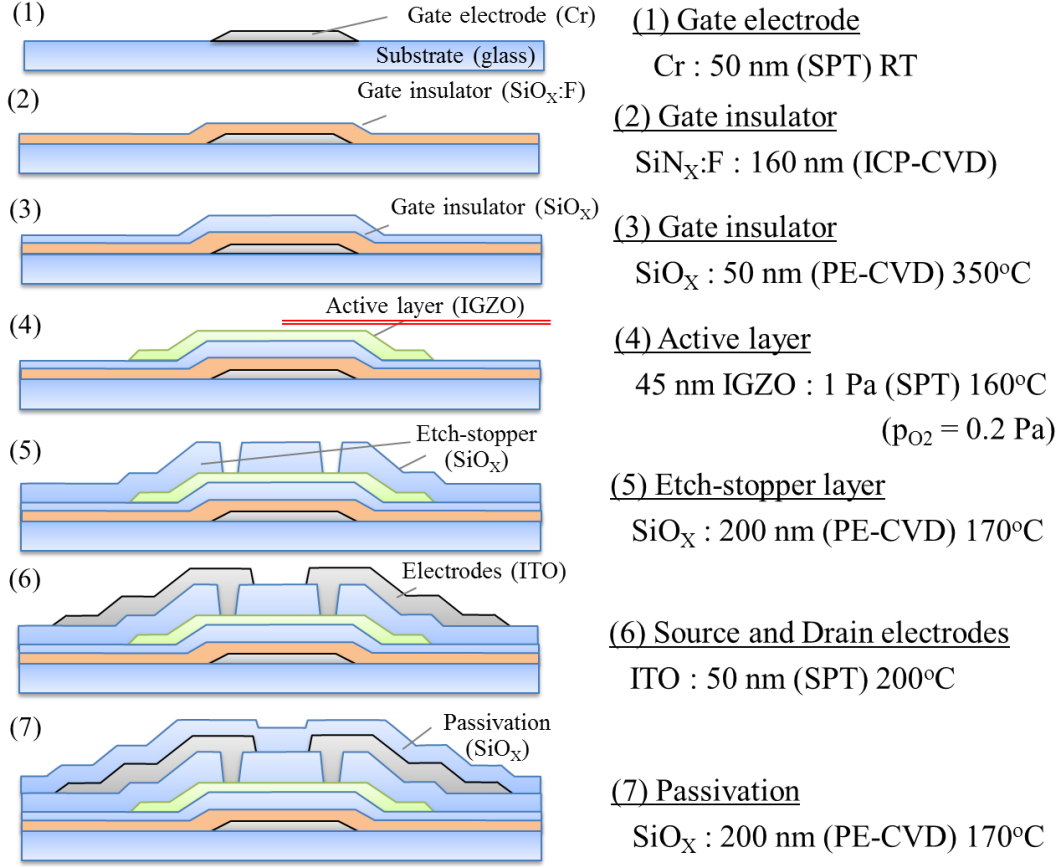 (1)
Gate electrode (Cr)
Substrate (glass)
(1) Gate electrode
Cr : 50 nm (SPT) RT
(2)
Gate insulator (SiOX:F)
(2) Gate insulator
SiNX:F : 160 nm (ICP-CVD)
(3)
Gate insulator (SiOX)
(3) Gate insulator
SiOX : 50 nm (PE-CVD) 350oC
(4)
Active layer (IGZO)
(4) Active layer
45 nm IGZO : 1 Pa (SPT) 160oC
(pO2 = 0.2 Pa)
(5)
Etch-stopper
(SiOX)
(5) Etch-stopper layer
SiOX : 200 nm (PE-CVD) 170oC
(6)
Electrodes (ITO)
(6) Source and Drain electrodes
ITO : 50 nm (SPT) 200oC
(7)
Passivation
(SiOX)
(7) Passivation
SiOX : 200 nm (PE-CVD) 170oC